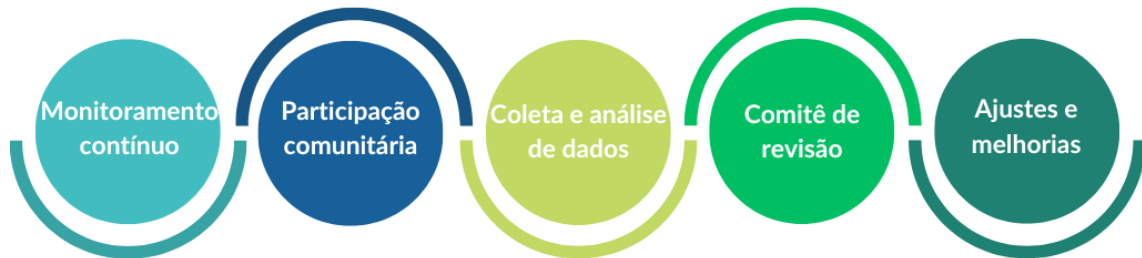 Monitoramento
contínuo
Participação
comunitária
Coleta e análise
de dados
Comitê de
revisão
Ajustes e
melhorias